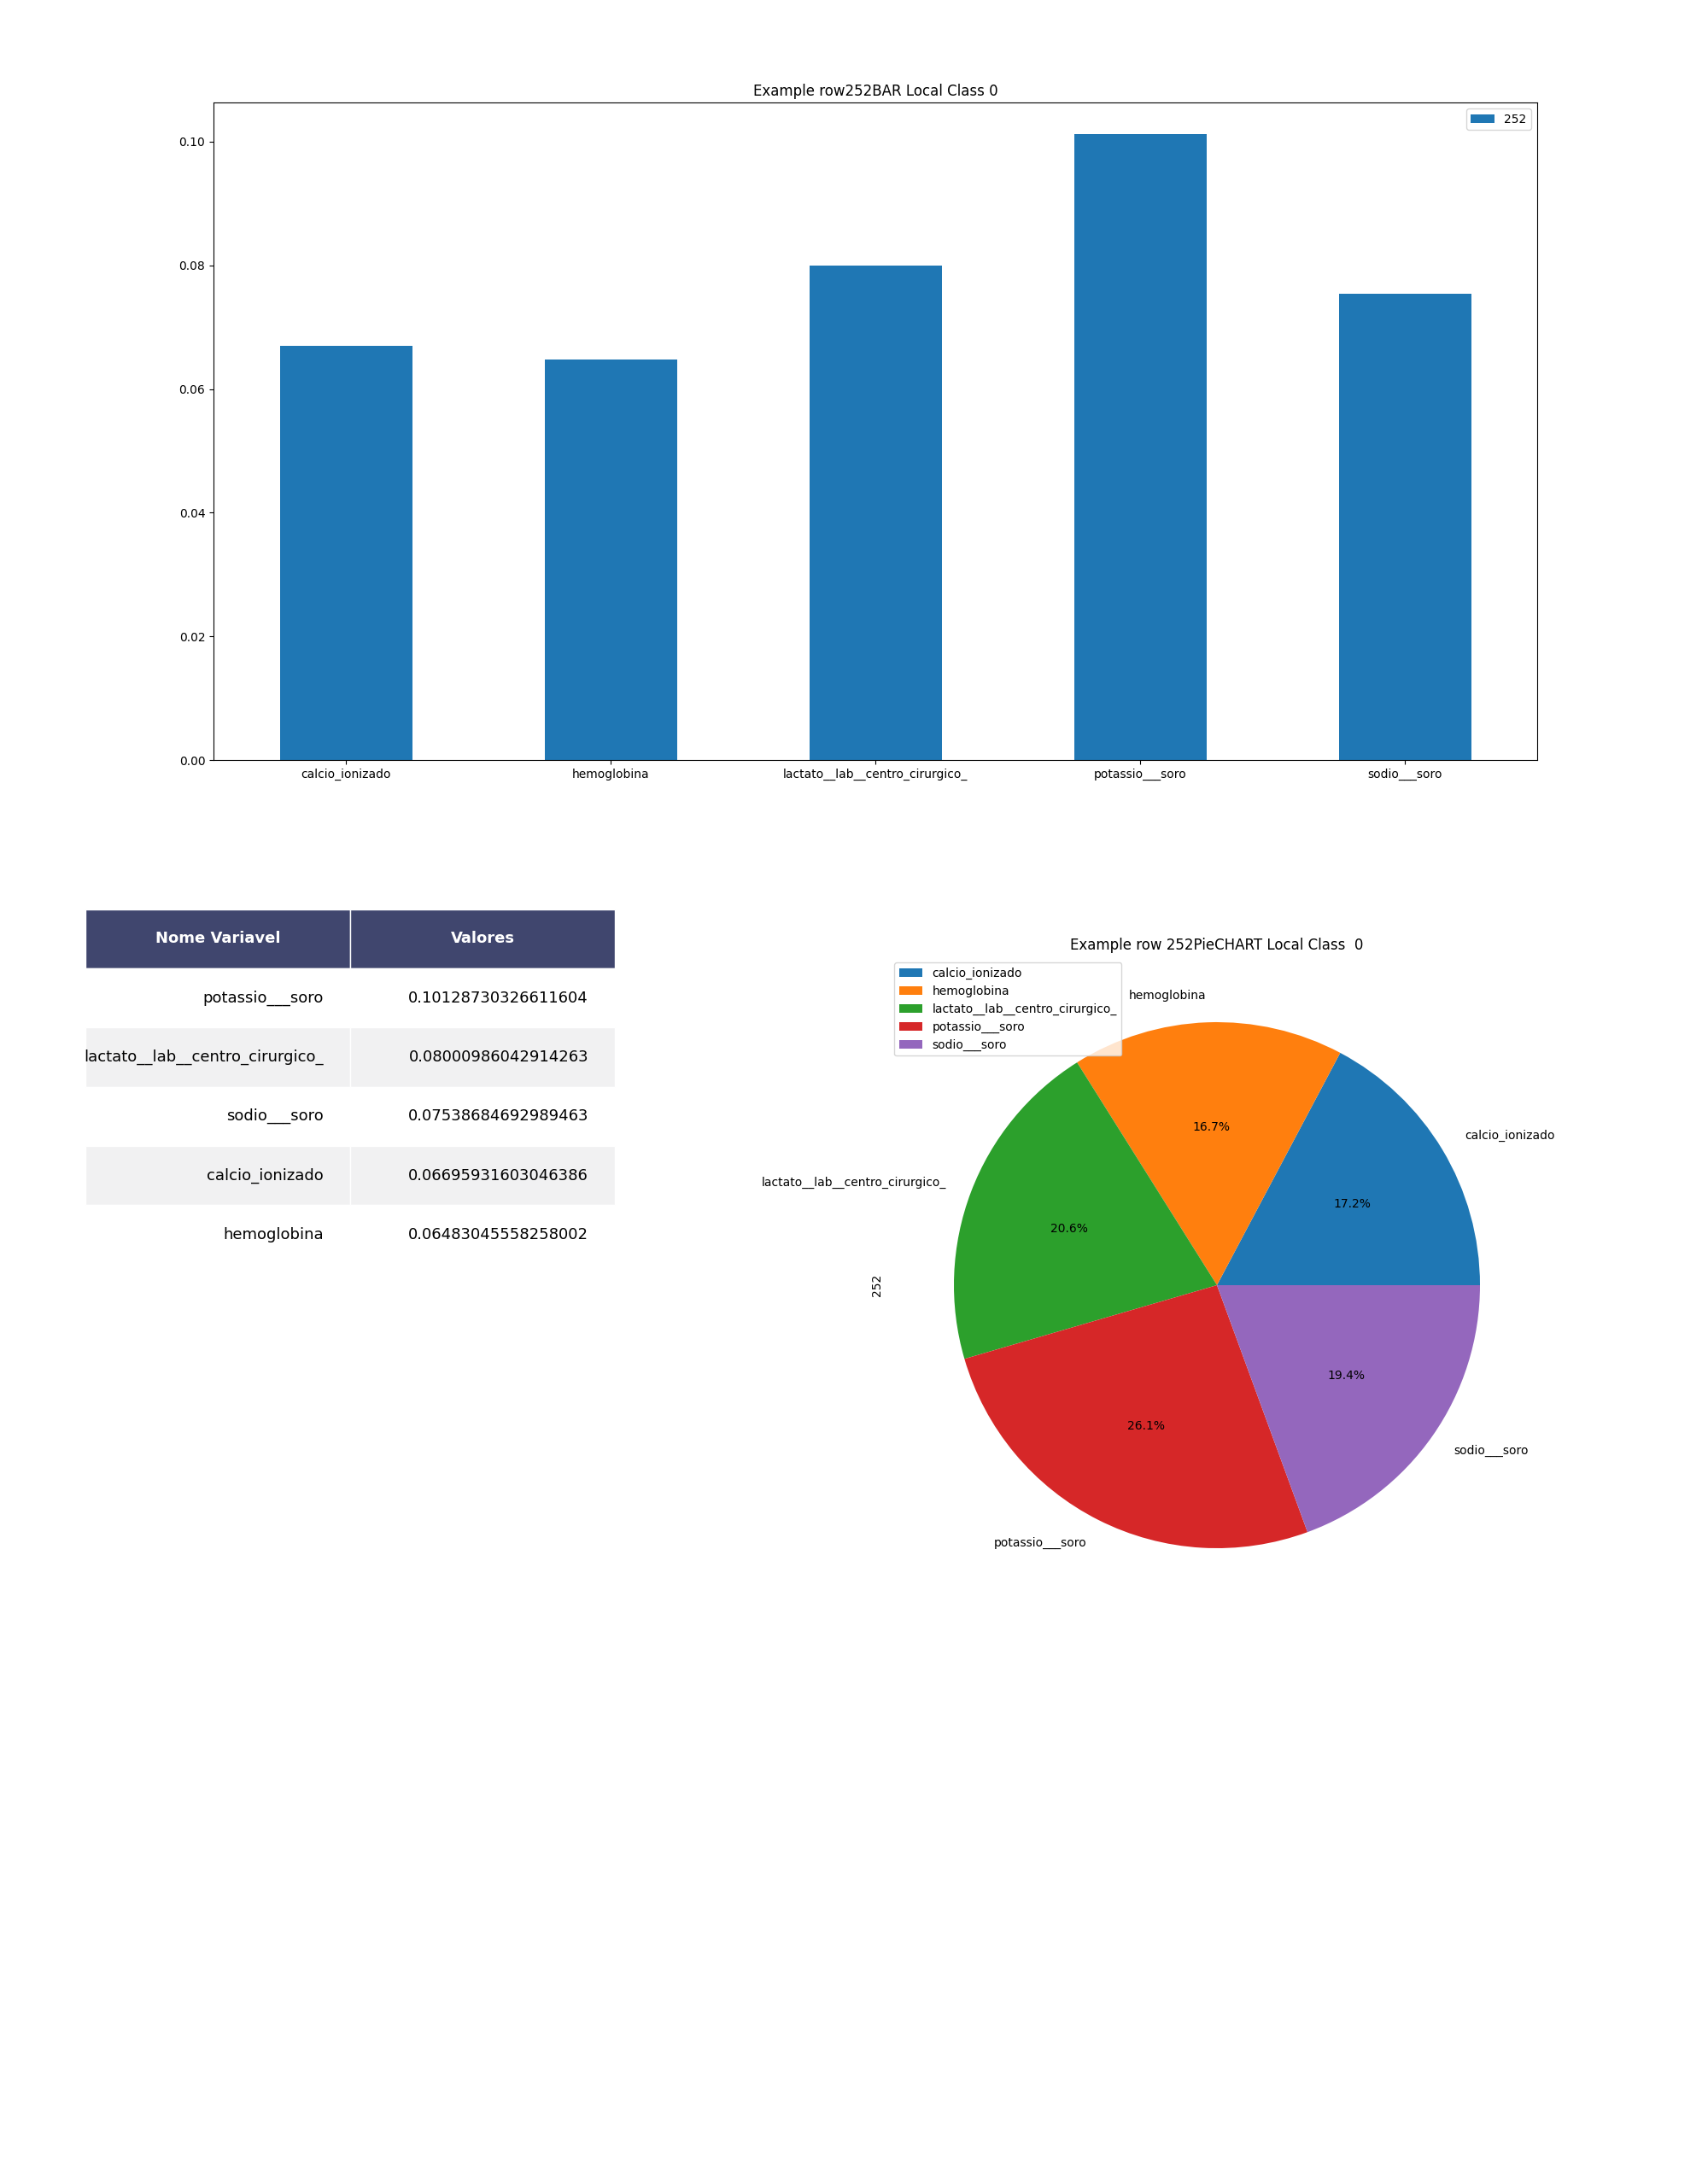 Example row252BAR Local Class 0
252
0.10
0.08
0.06
0.04
0.02
0.00
calcio_ionizado
hemoglobina
lactato__lab__centro_cirurgico_
potassio___soro
sodio___soro
Nome Variavel Valores
potassio___soro 0.10128730326611604
lactato__lab__centro_cirurgico_ 0.08000986042914263
sodio___soro 0.07538684692989463
calcio_ionizado 0.06695931603046386
hemoglobina 0.06483045558258002
Example row 252PieCHART Local Class  0
calcio_ionizado
hemoglobina
lactato__lab__centro_cirurgico_
potassio___soro
sodio___soro
hemoglobina
calcio_ionizado
lactato__lab__centro_cirurgico_
potassio___soro
sodio___soro
16.7%
17.2%
20.6%
26.1%
19.4%
252